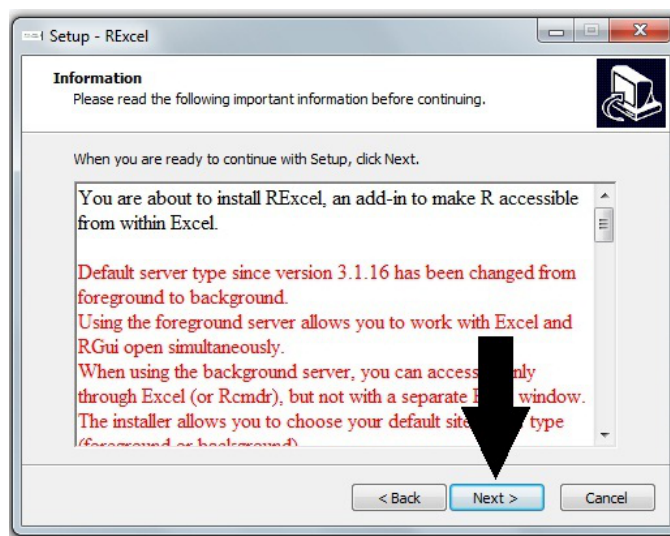 Setup - RExcel
Information
Please read the following important information before continuing.
When you are ready to continue with Setup, click Next.
You are about to install RExcel, an add-in to make R accessible
from within Excel.
Default server type since version 3.1.16 has been changed from
foreground to background.
Using the foreground server allows you to work with Excel and
RGui open simultaneously.
When using the background server, you can access only
through Excel (or Rcmdr), but not with a separate window.
The installer allows you to choose your default type
(foreground or background)
< Back
Next >
Cancel